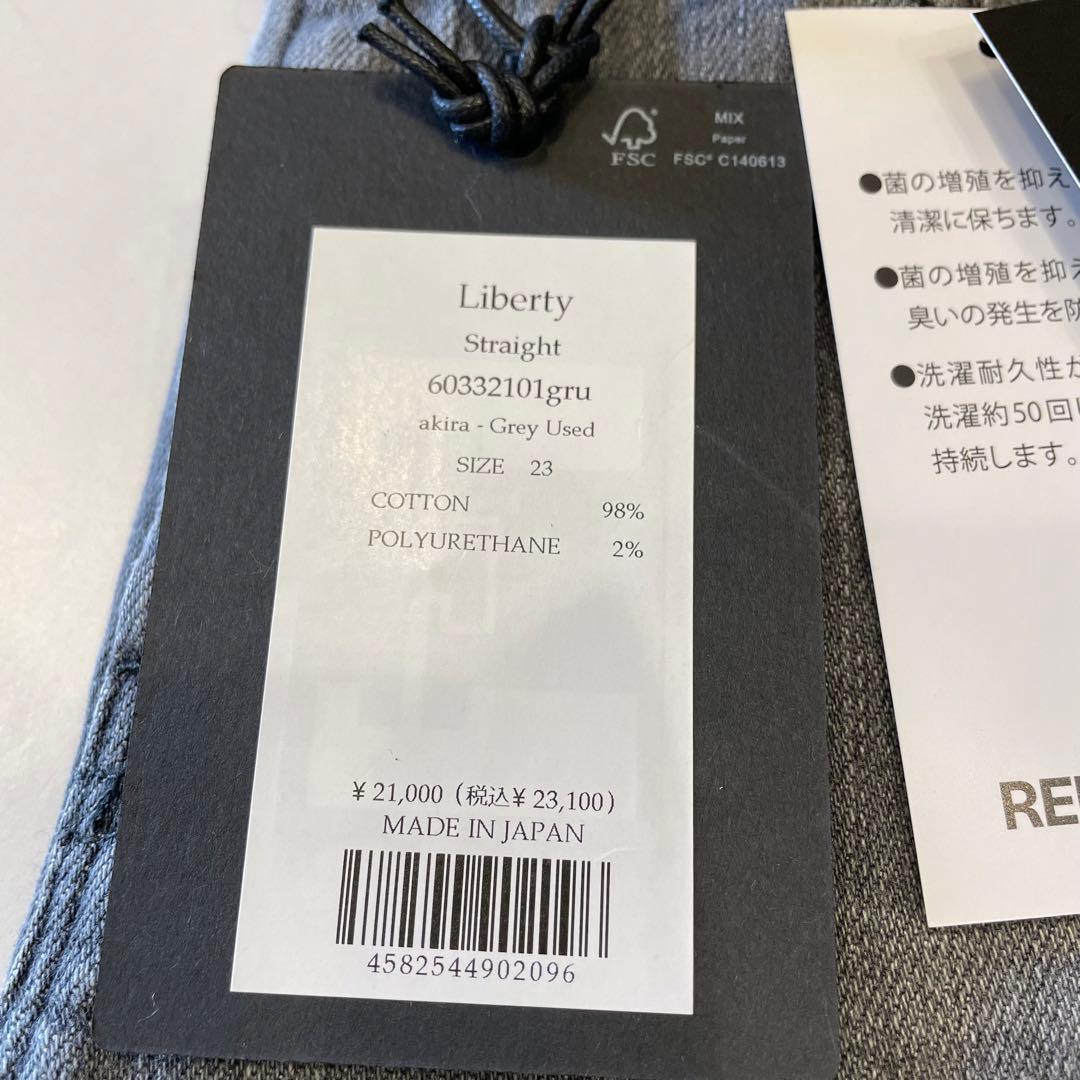 FSC
MIX
Paper
FSC® C140613
Liberty
Straight
60332101gru
akira - Grey Used
SIZE 23
COTTON 98%
POLYURETHANE 2%
¥ 21,000 (税込¥ 23,100)
MADE IN JAPAN
4582544902096
●菌の増殖を抑え
清潔に保ちます。
●菌の増殖を抑え
臭いの発生を防
●洗濯耐久性が
洗濯約50回
持続します。
RE